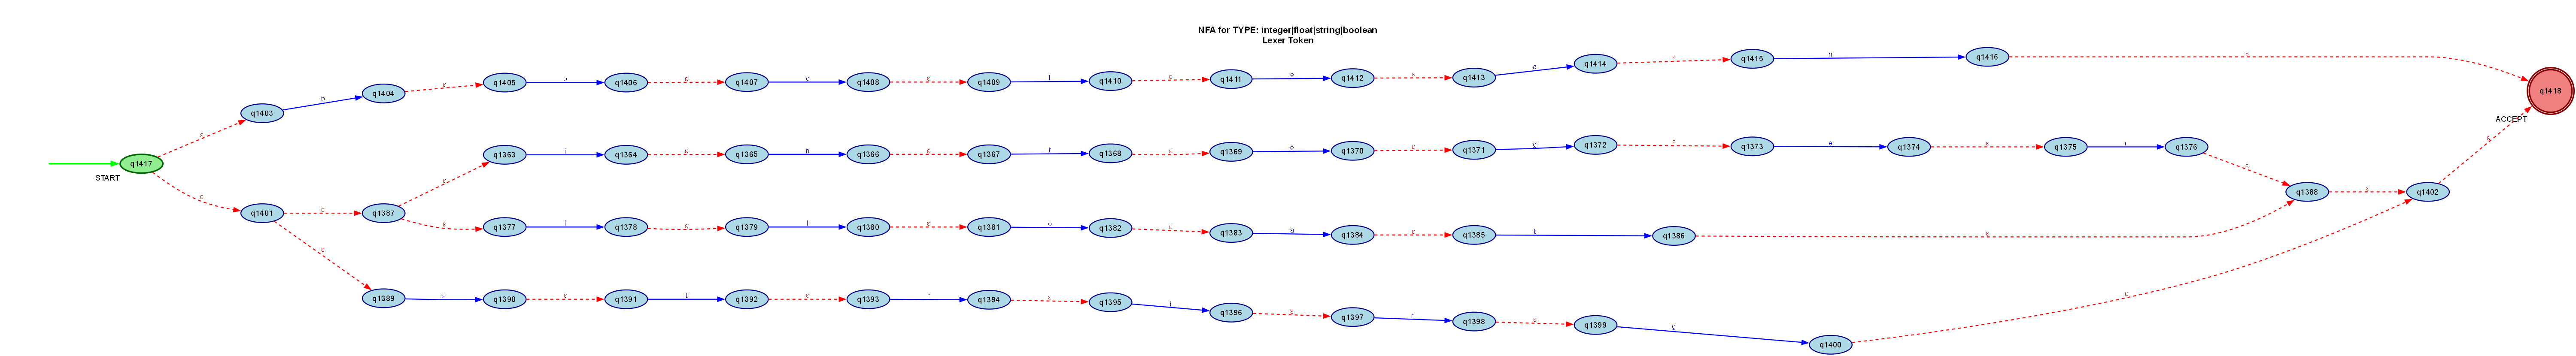 NFA for TYPE: integer|float|string|boolean
Lexer Token
q1403 b q1404 ε q1405 o q1406 ε q1407 o q1408 ε q1409 l q1410 ε q1411 e q1412 ε q1413 a q1414 ε q1415 n q1416 ε
q1418
ACCEPT
ε
q1417
START
ε
q1363 i q1364 ε q1365 n q1366 ε q1367 t q1368 ε q1369 e q1370 ε q1371 g q1372 ε q1373 e q1374 ε q1375 r q1376 ε
q1388 ε q1402 ε
q1401 ε q1387 ε
ε q1377 f q1378 ε q1379 l q1380 ε q1381 o q1382 ε q1383 a q1384 ε q1385 t q1386 ε
ε
q1389 s q1390 ε q1391 t q1392 ε q1393 r q1394 ε q1395 i q1396 ε q1397 n q1398 ε q1399 g q1400 ε